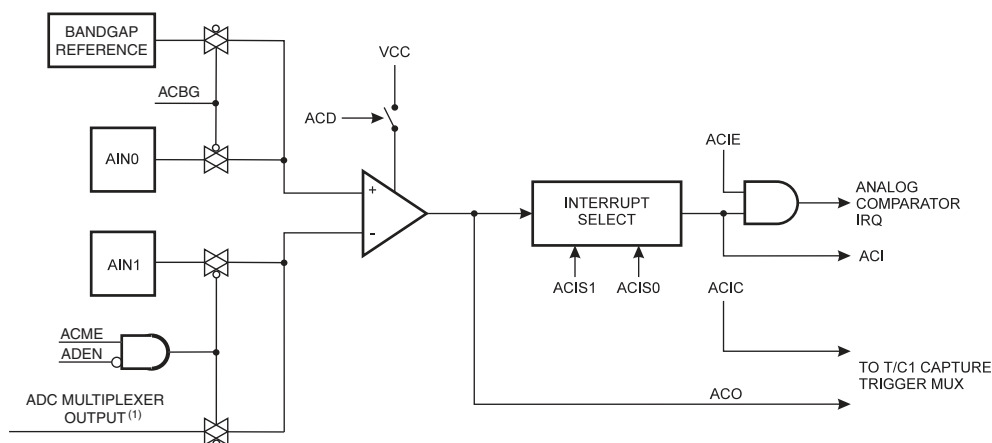 BANDGAP
REFERENCE
VCC
ACBG
ACD
AIN0
ACIE
+
-
INTERRUPT
SELECT
ANALOG
COMPARATOR
IRQ
AIN1
ACI
ACIS1
ACIS0
ACIC
ACME
ADEN
TO T/C1 CAPTURE
TRIGGER MUX
ACO
ADC MULTIPLEXER
OUTPUT (1)